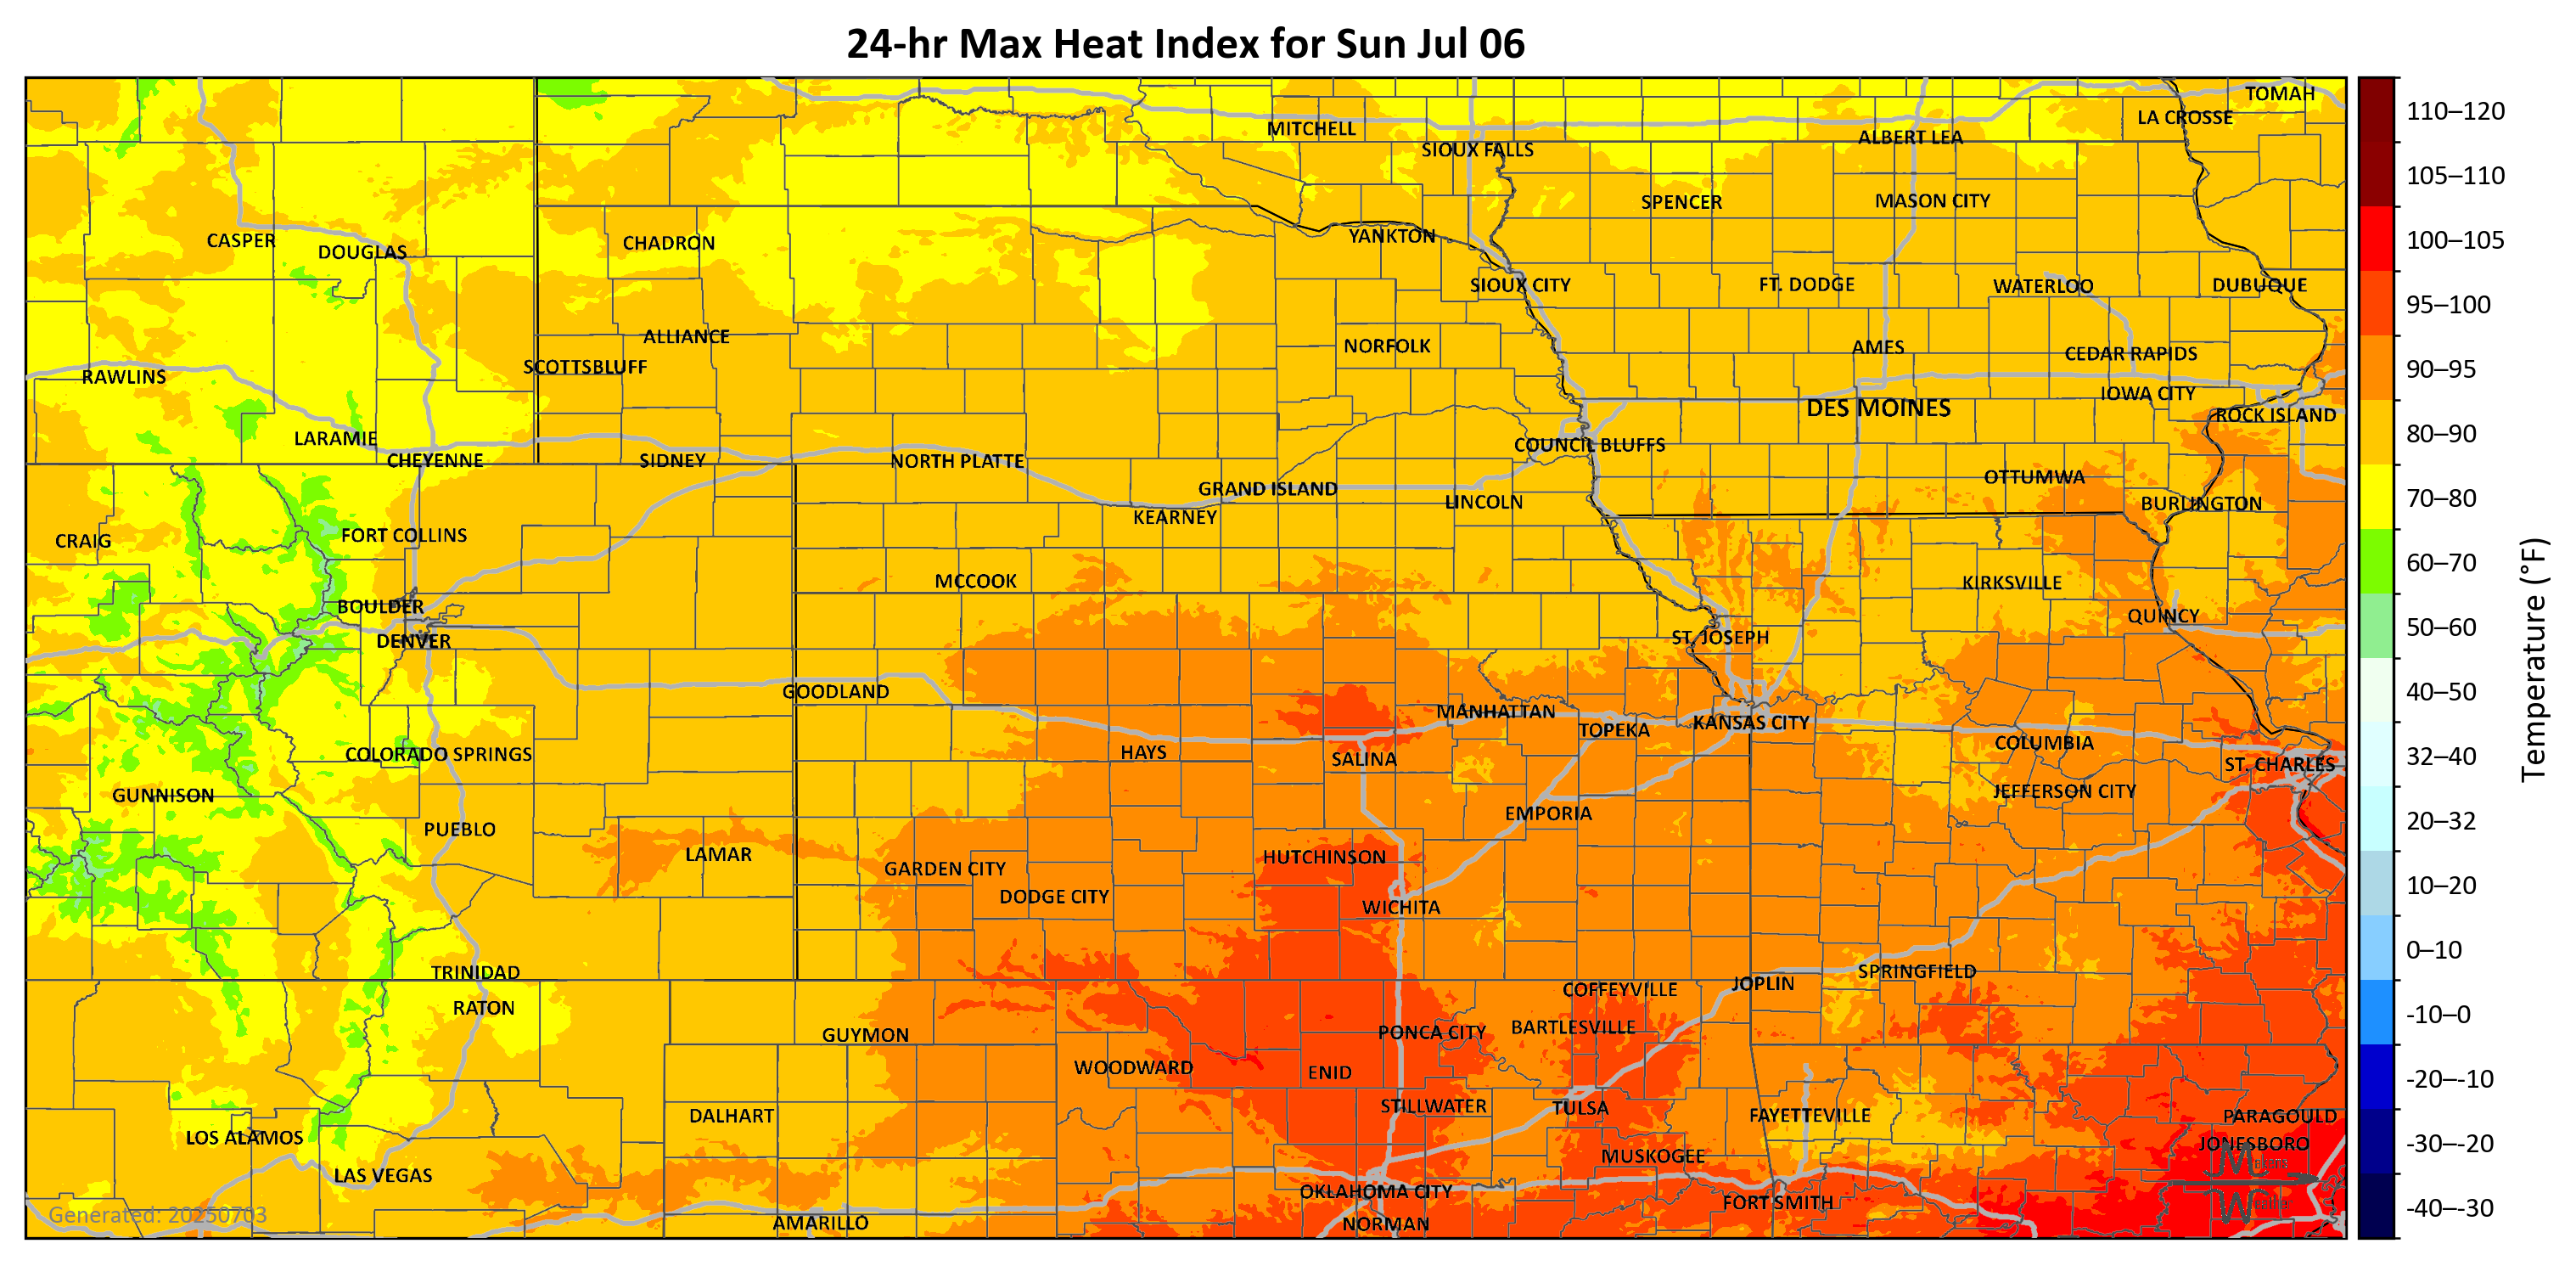 24-hr Max Heat Index for Sun Jul 06
TOMAH
LA CROSSE
MITCHELL
ALBERT LEA
SIOUX FALLS
SPENCER
MASON CITY
CASPER
DOUGLAS
CHADRON
YANKTON
SIOUX CITY
FT. DODGE
WATERLOO
DUBUQUE
ALLIANCE
NORFOLK
AMES
CEDAR RAPIDS
SCOTTSBLUFF
RAWLINS
IOWA CITY
DES MOINES
ROCK ISLAND
LARAMIE
COUNCIL BLUFFS
CHEYENNE
SIDNEY
NORTH PLATTE
OTTUMWA
GRAND ISLAND
LINCOLN
BURLINGTON
KEARNEY
FORT COLLINS
CRAIG
MCCOOK
KIRKSVILLE
BOULDER
QUINCY
DENVER
ST. JOSEPH
GOODLAND
MANHATTAN
KANSAS CITY
TOPEKA
COLUMBIA
COLORADO SPRINGS
HAYS
SALINA
ST. CHARLES
GUNNISON
JEFFERSON CITY
EMPORIA
PUEBLO
LAMAR
HUTCHINSON
GARDEN CITY
DODGE CITY
WICHITA
TRINIDAD
SPRINGFIELD
JOPLIN
COFFEYVILLE
RATON
BARTLESVILLE
PONCA CITY
GUYMON
WOODWARD
ENID
STILLWATER
TULSA
DALHART
FAYETTEVILLE
PARAGOULD
LOS ALAMOS
JONESBORO
MUSKOGEE
LAS VEGAS
OKLAHOMA CITY
FORT SMITH
AMARILLO
NORMAN
Generated: 20250703
110–120
105–110
100–105
95–100
90–95
80–90
70–80
60–70
50–60
40–50
32–40
20–32
10–20
0–10
-10–0
-20–-10
-30–-20
-40–-30
Temperature (°F)